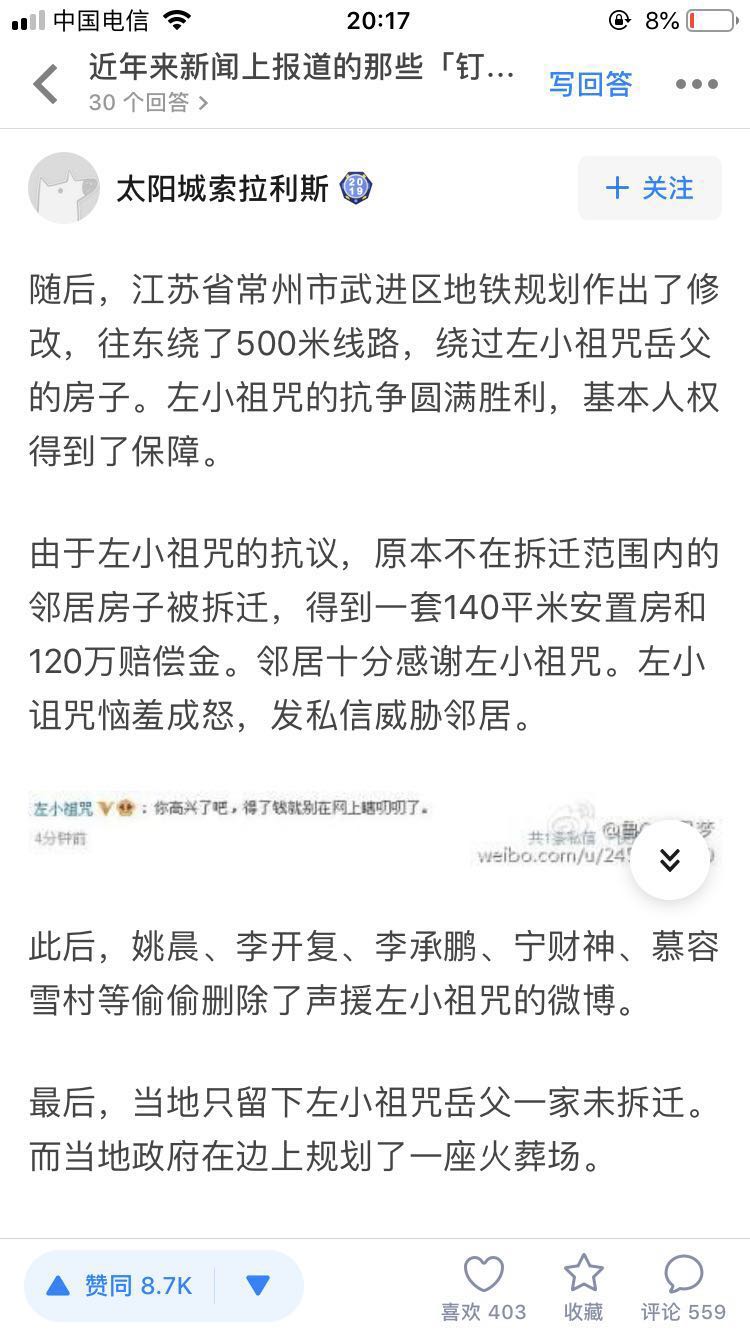 中国电信 20:17 8%
近年来新闻上报道的那些「钉...
30 个回答 >
写回答
太阳城索拉利斯
2019
+ 关注
随后，江苏省常州市武进区地铁规划作出了修
改，往东绕了500米线路，绕过左小祖咒岳父
的房子。左小祖咒的抗争圆满胜利，基本人权
得到了保障。
由于左小祖咒的抗议，原本不在拆迁范围内的
邻居房子被拆迁，得到一套140平米安置房和
120万赔偿金。邻居十分感谢左小祖咒。左小
诅咒恼羞成怒，发私信威胁邻居。
左小祖咒 V：你高兴了吧，得了钱就别在网上瞎叨叨了。
4分钟前
共1条私信
weibo.com/u/24
此后，姚晨、李开复、李承鹏、宁财神、慕容
雪村等偷偷删除了声援左小祖咒的微博。
最后，当地只留下左小祖咒岳父一家未拆迁。
而当地政府在边上规划了一座火葬场。
赞同 8.7K
喜欢 403
收藏
评论 559